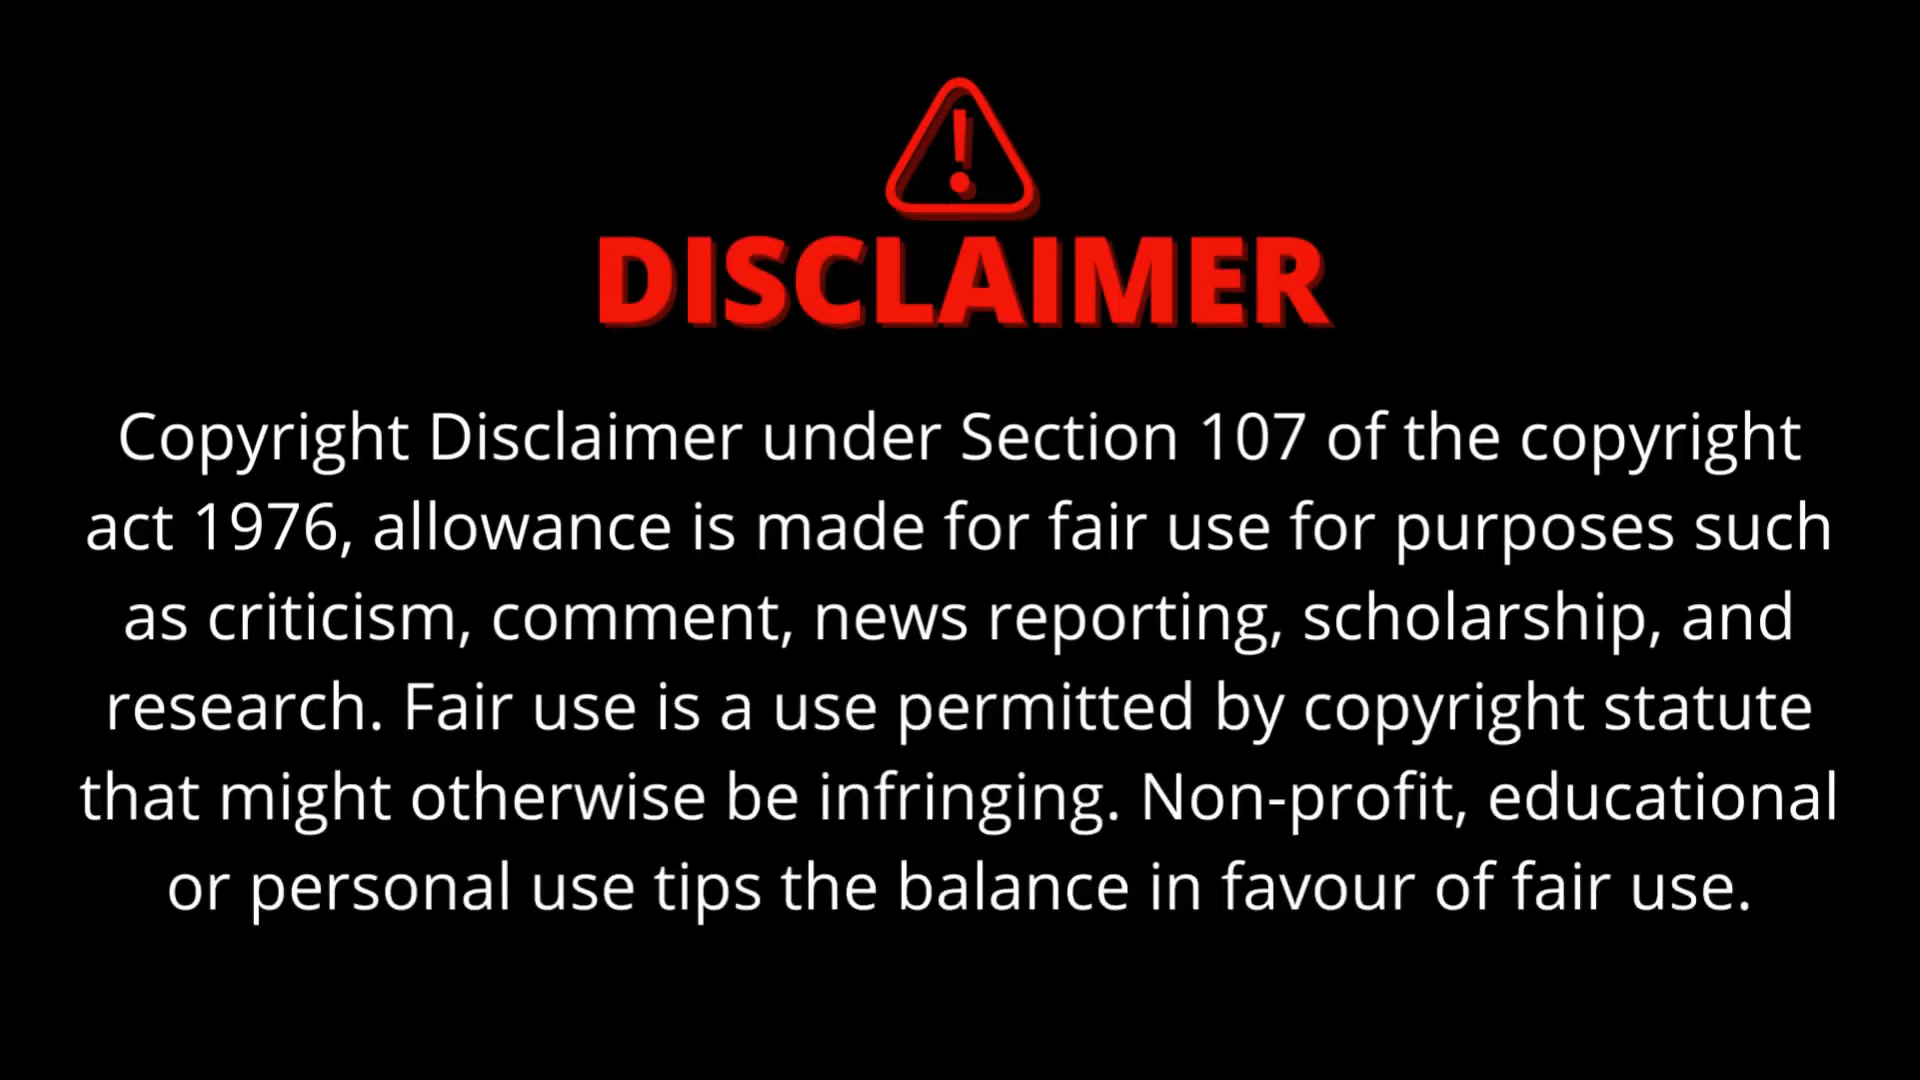 DISCLAIMER
Copyright Disclaimer under Section 107 of the copyright
act 1976, allowance is made for fair use for purposes such
as criticism, comment, news reporting, scholarship, and
research. Fair use is a use permitted by copyright statute
that might otherwise be infringing. Non-profit, educational
or personal use tips the balance in favour of fair use.